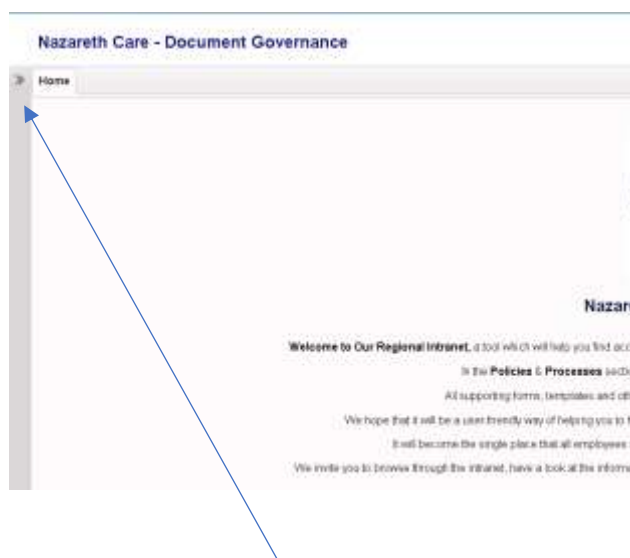 Nazareth Care - Document Governance
» Home
Nazar
Welcome to Our Regional Intranet, a tool which will help you find acc
In the Policies & Processes secti
All supporting forms, templates and oth
We hope that it will be a user friendly way of helping you to f
It will become the single place that all employees
We invite you to browse through the intranet, have a look at the informa